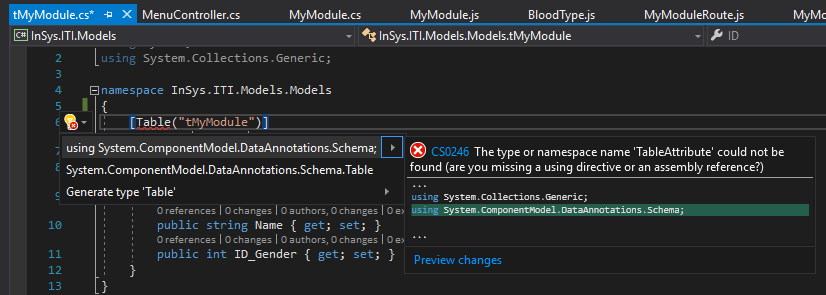 tMyModule.cs*
MenuController.cs
MyModule.cs
MyModule.js
BloodType.js
MyModuleRoute.js
MyMo
C# InSys.ITI.Models
InSys.ITI.Models.Models.tMyModule
ID
2 using System.Collections.Generic;
3
4 namespace InSys.ITI.Models.Models
5 {
6 [Table("tMyModule")]
using System.ComponentModel.DataAnnotations.Schema;
System.ComponentModel.DataAnnotations.Schema.Table
Generate type 'Table'
CS0246 The type or namespace name 'TableAttribute' could not be
found (are you missing a using directive or an assembly reference?)
...
using System.Collections.Generic;
using System.ComponentModel.DataAnnotations.Schema;
...
Preview changes
0 references | 0 changes | 0 authors, 0 changes | 0 ex
10 public string Name { get; set; }
0 references | 0 changes | 0 authors, 0 changes | 0 ex
11 public int ID_Gender { get; set; }
12 }
13 }